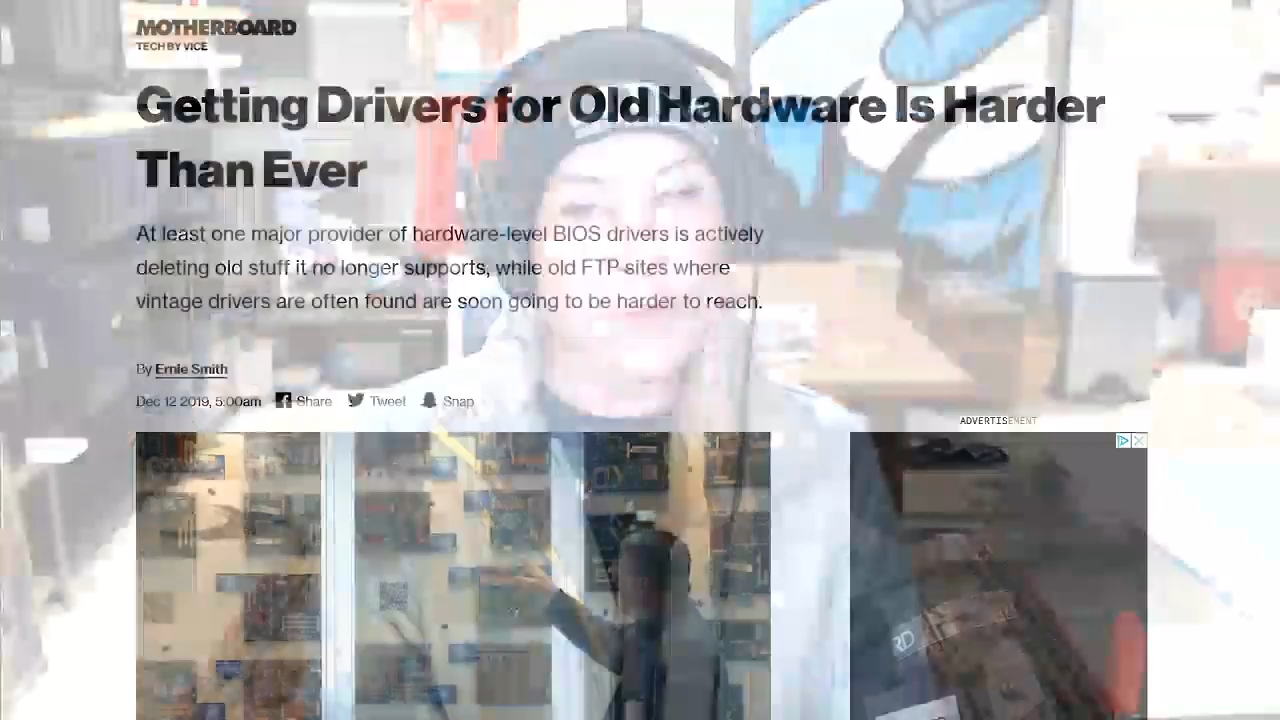 MOTHERBOARD
TECH BY VICE
Getting Drivers for Old Hardware Is Harder
Than Ever
At least one major provider of hardware-level BIOS drivers is actively
deleting old stuff it no longer supports, while old FTP sites where
vintage drivers are often found are soon going to be harder to reach.
By Ernie Smith
Dec 12 2019, 5:00am Share Tweet Snap
ADVERTISEMENT
RD